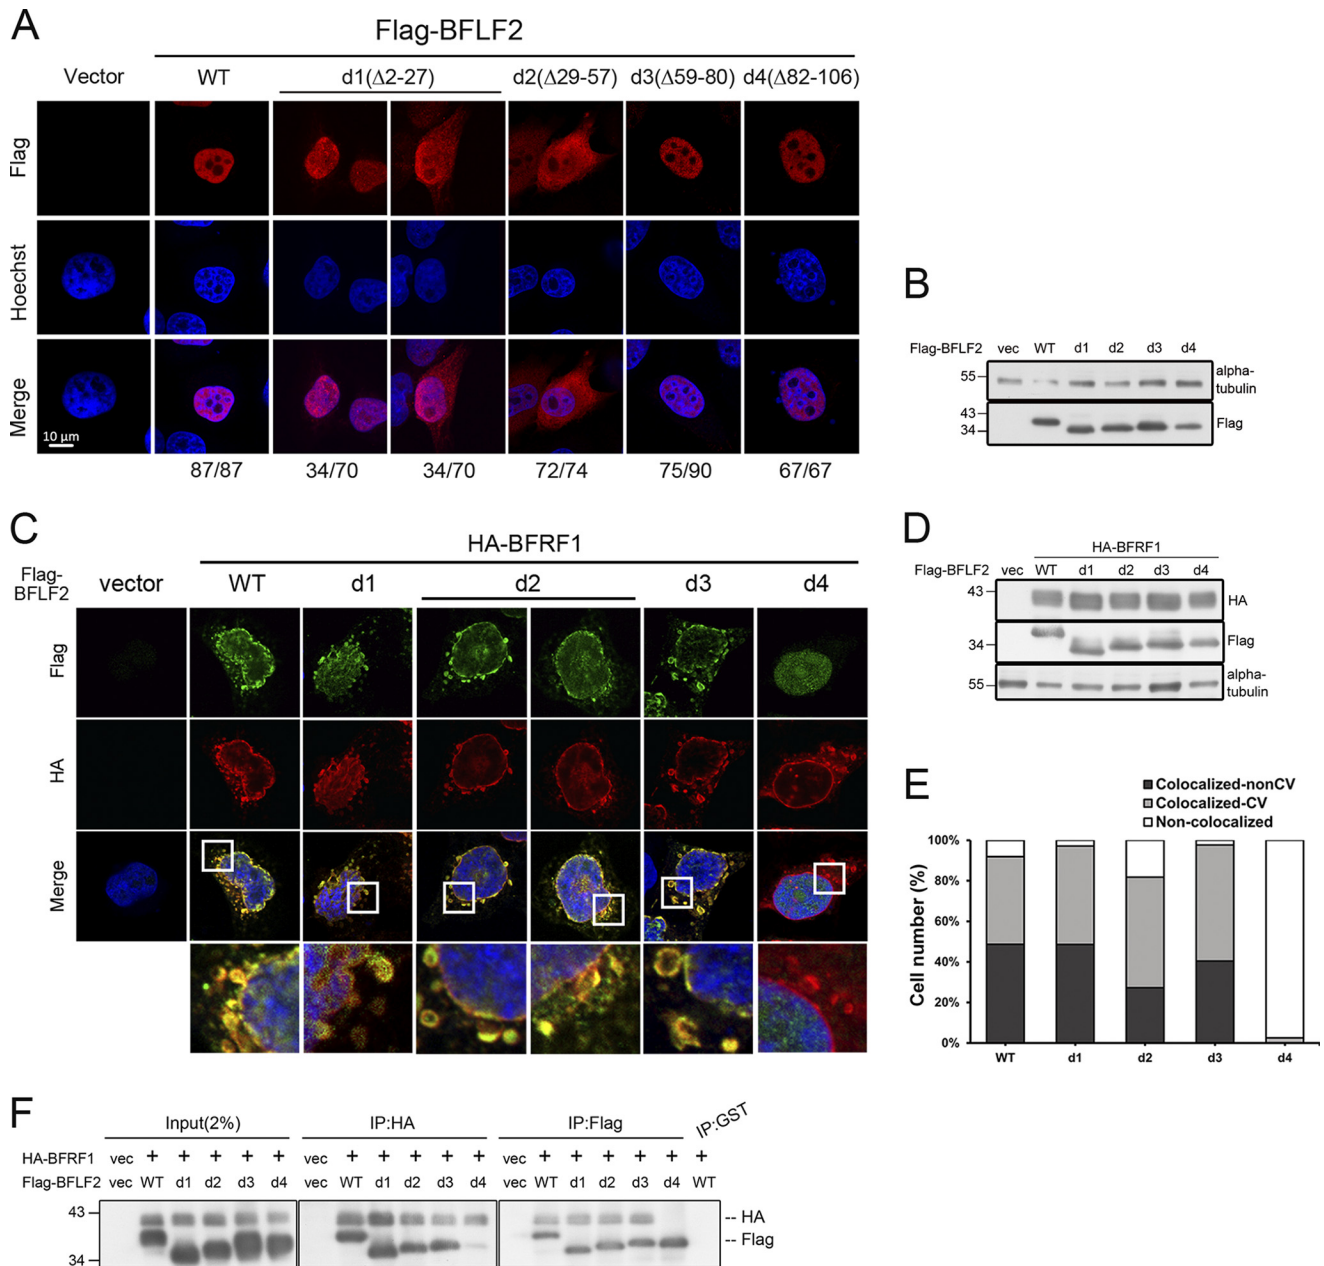 A
Flag-BFLF2
Vector WT d1(Δ2-27) d2(Δ29-57) d3(Δ59-80) d4(Δ82-106)
Flag
Hoechst
Merge
10 µm
87/87 34/70 34/70 72/74 75/90 67/67
B
Flag-BFLF2 vec WT d1 d2 d3 d4
55 alpha-
tubulin
43
34 Flag
C
HA-BFRF1
Flag-
BFLF2 vector WT d1 d2 d3 d4
Flag
HA
Merge
D
HA-BFRF1
Flag-BFLF2 vec WT d1 d2 d3 d4
43 HA
34 Flag
55 alpha-
tubulin
E
Colocalized-nonCV
Colocalized-CV
Non-colocalized
Cell number (%)
100%
80%
60%
40%
20%
0%
WT d1 d2 d3 d4
F
Input(2%) IP:HA IP:Flag IP:GST
HA-BFRF1 vec + + + + + vec + + + + + vec + + + + + +
Flag-BFLF2 vec WT d1 d2 d3 d4 vec WT d1 d2 d3 d4 vec WT d1 d2 d3 d4 WT
43 -- HA
-- Flag
34